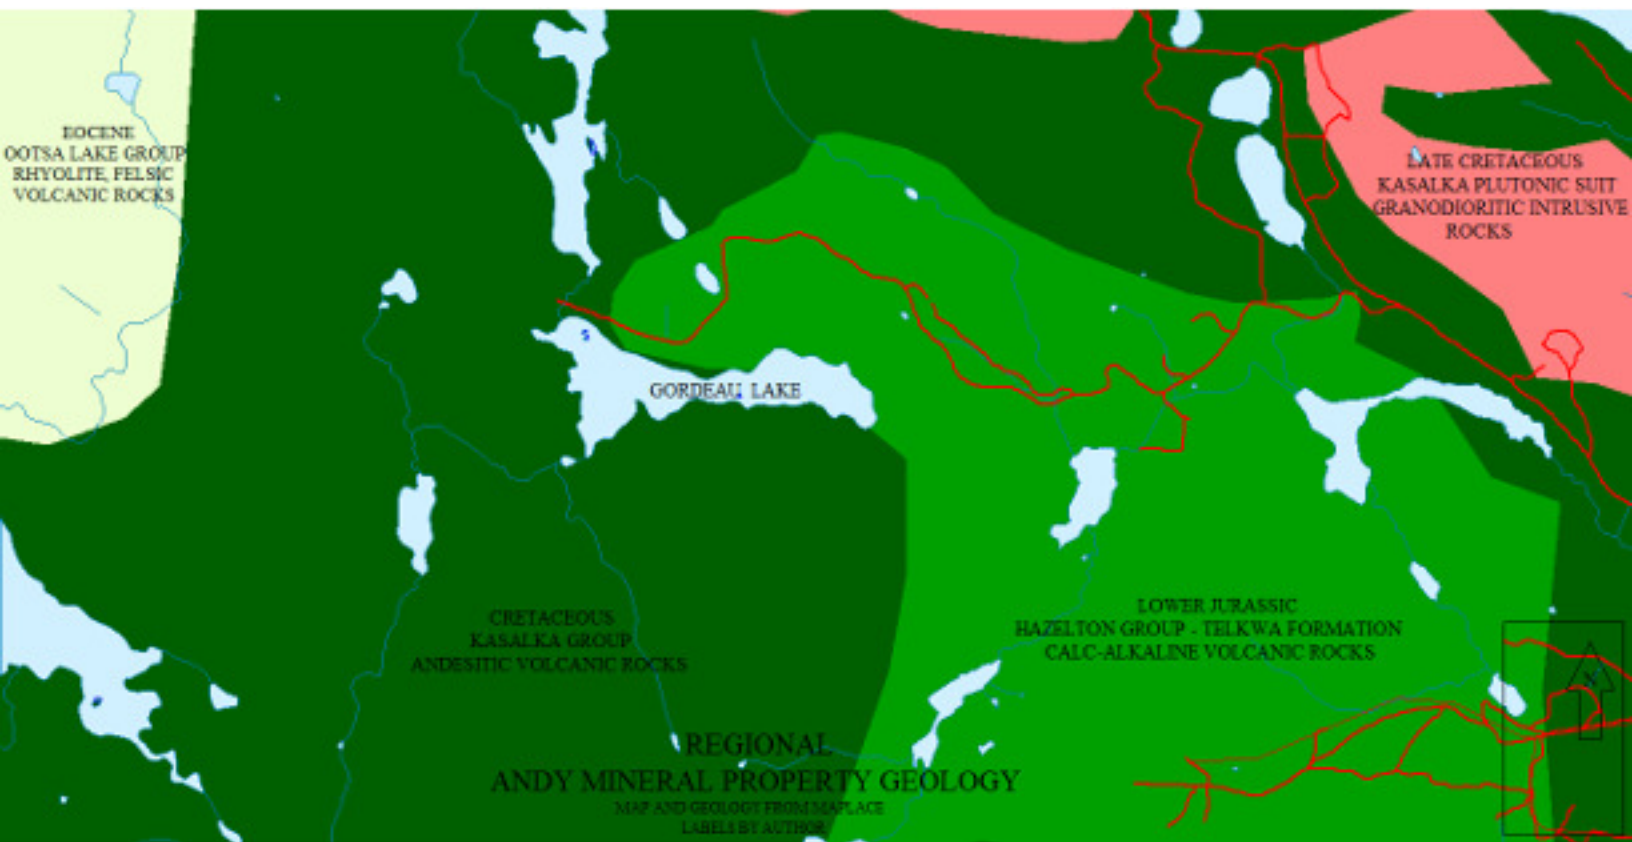 EOCENE
OOTSA LAKE GROUP
RHYOLITE, FELSIC
VOLCANIC ROCKS
LATE CRETACEOUS
KASALKA PLUTONIC SUIT
GRANODIORITIC INTRUSIVE
ROCKS
GORDEAU LAKE
CRETACEOUS
KASALKA GROUP
ANDESITIC VOLCANIC ROCKS
LOWER JURASSIC
HAZELTON GROUP - TELKWA FORMATION
CALC-ALKALINE VOLCANIC ROCKS
N
REGIONAL
ANDY MINERAL PROPERTY GEOLOGY
MAP AND GEOLOGY FROM MAPLACE
LABELS BY AUTHOR